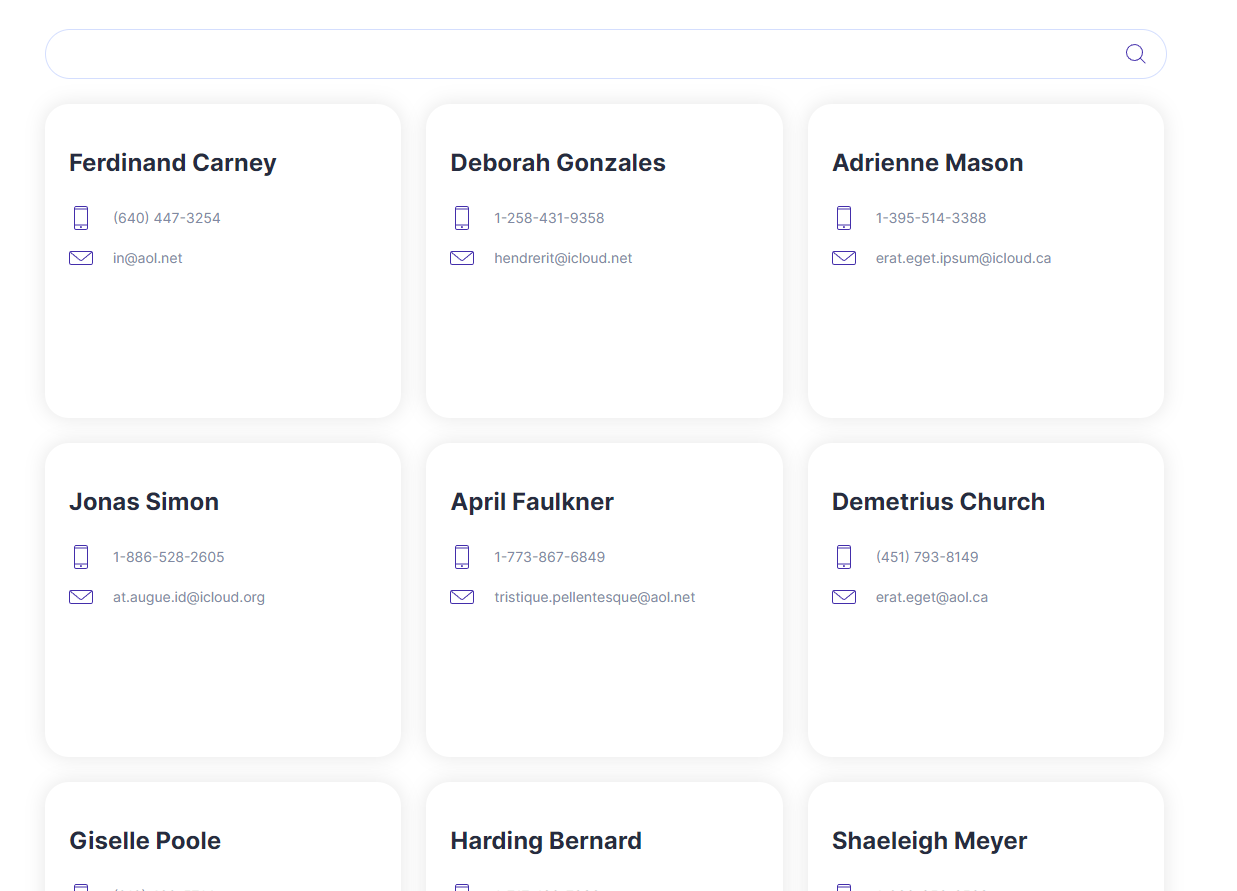 Ferdinand Carney
(640) 447-3254
in@aol.net
Deborah Gonzales
1-258-431-9358
hendrerit@icloud.net
Adrienne Mason
1-395-514-3388
erat.eget.ipsum@icloud.ca
Jonas Simon
1-886-528-2605
at.augue.id@icloud.org
April Faulkner
1-773-867-6849
tristique.pellentesque@aol.net
Demetrius Church
(451) 793-8149
erat.eget@aol.ca
Giselle Poole
Harding Bernard
Shaeleigh Meyer